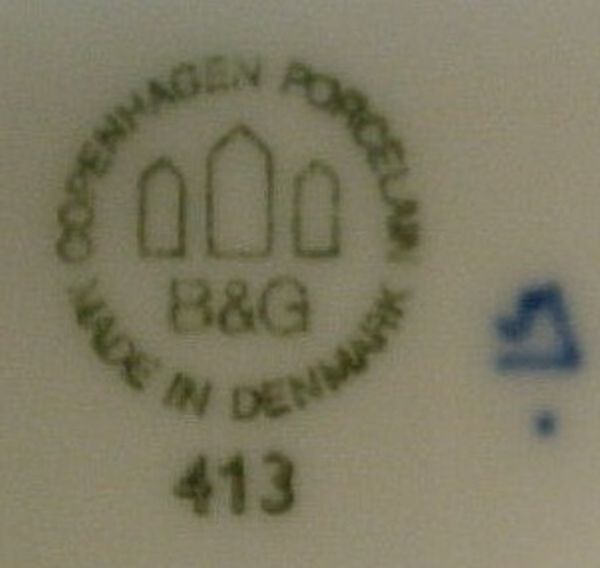 COPENHAGEN PORCELAIN
B&G
MADE IN DENMARK
413